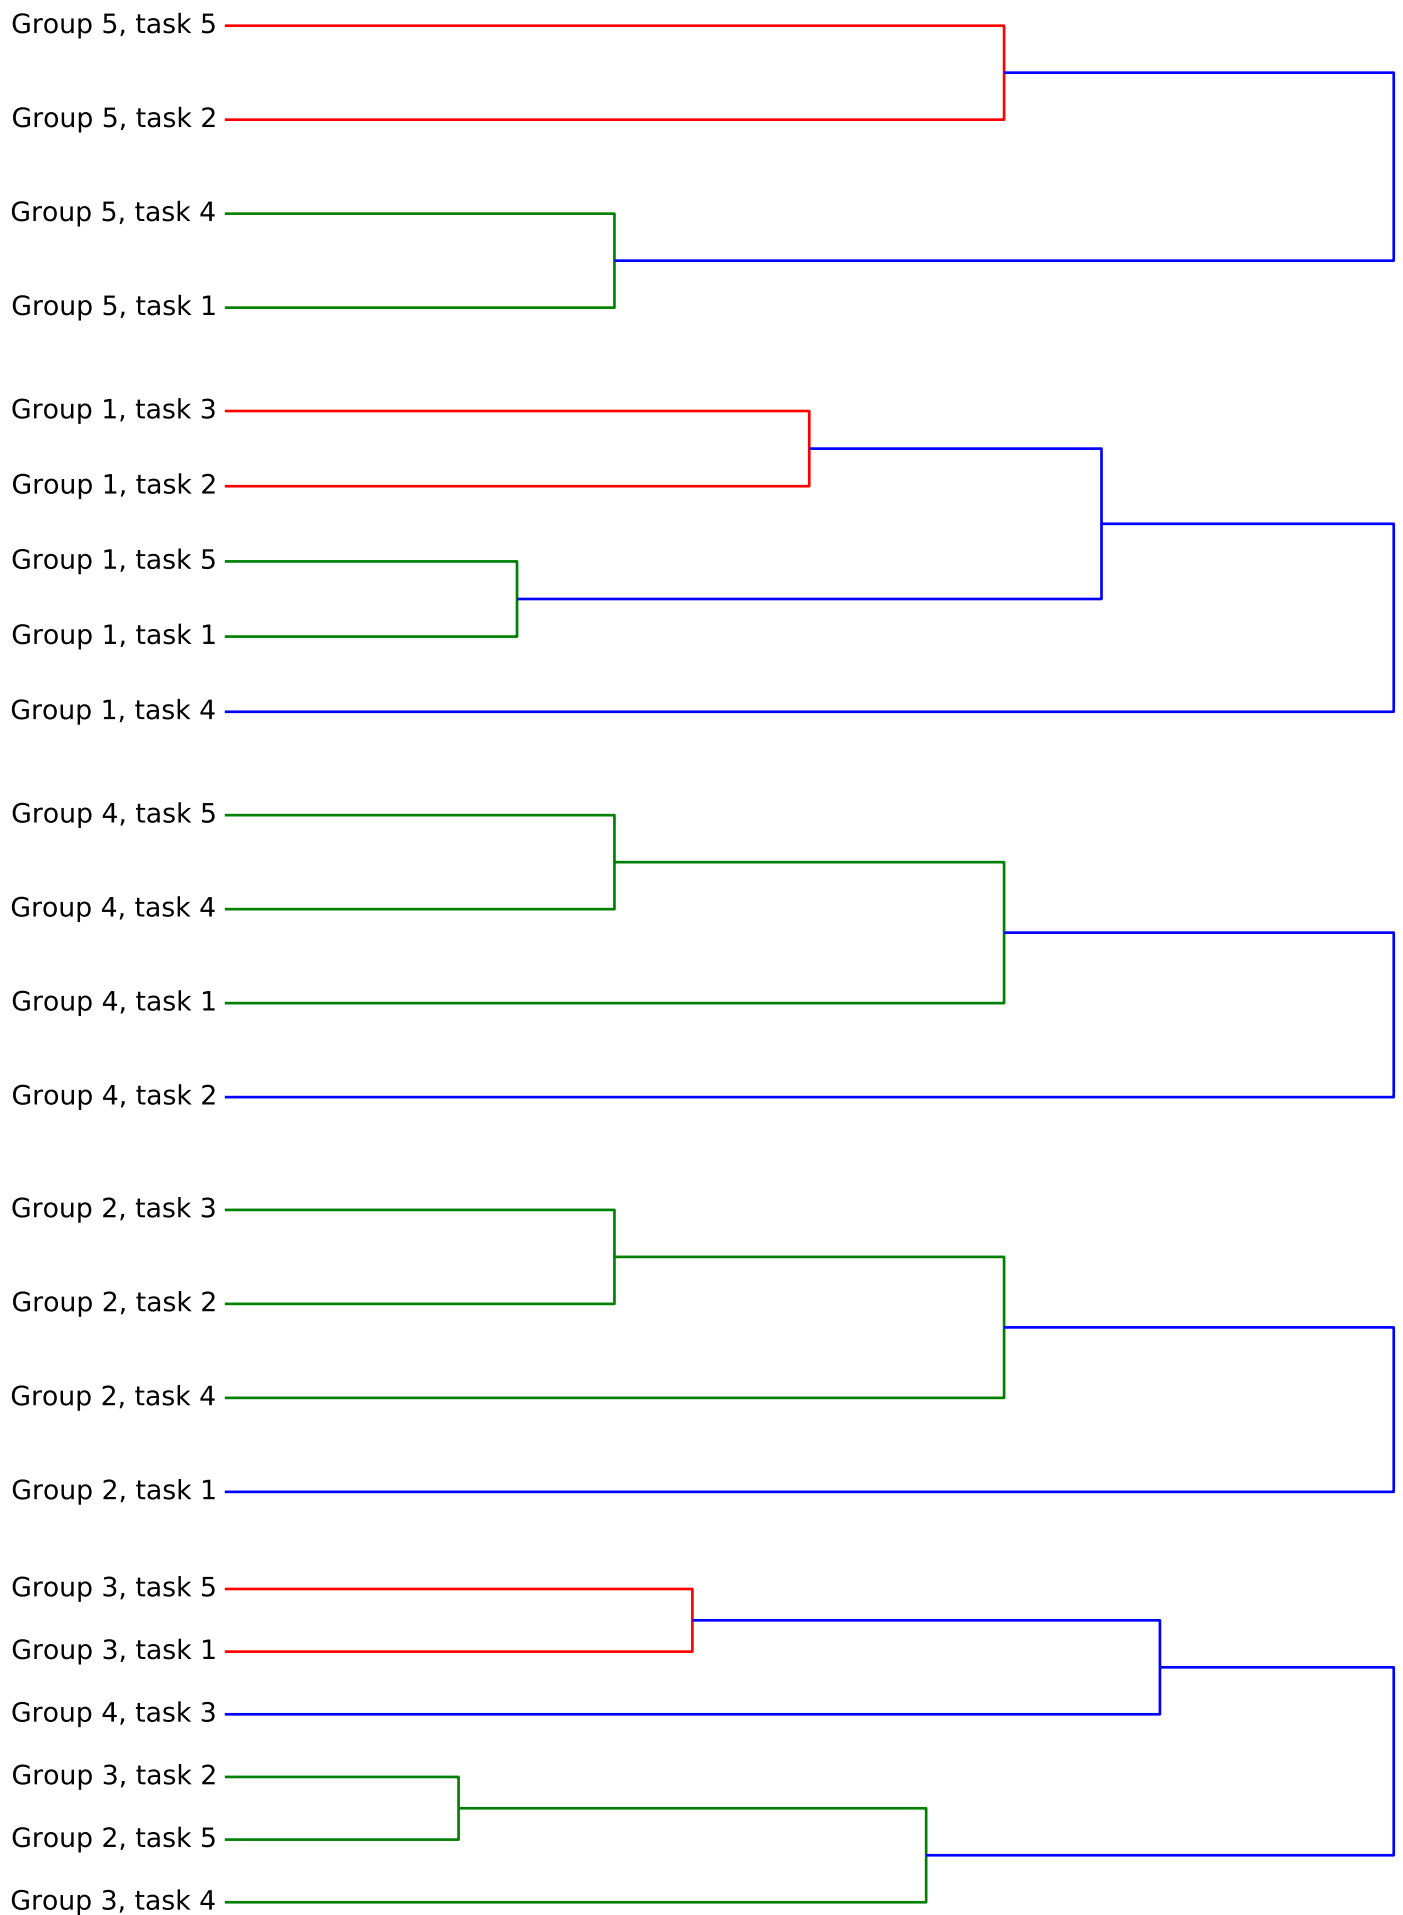 Group 5, task 5
Group 5, task 2
Group 5, task 4
Group 5, task 1
Group 1, task 3
Group 1, task 2
Group 1, task 5
Group 1, task 1
Group 1, task 4
Group 4, task 5
Group 4, task 4
Group 4, task 1
Group 4, task 2
Group 2, task 3
Group 2, task 2
Group 2, task 4
Group 2, task 1
Group 3, task 5
Group 3, task 1
Group 4, task 3
Group 3, task 2
Group 2, task 5
Group 3, task 4